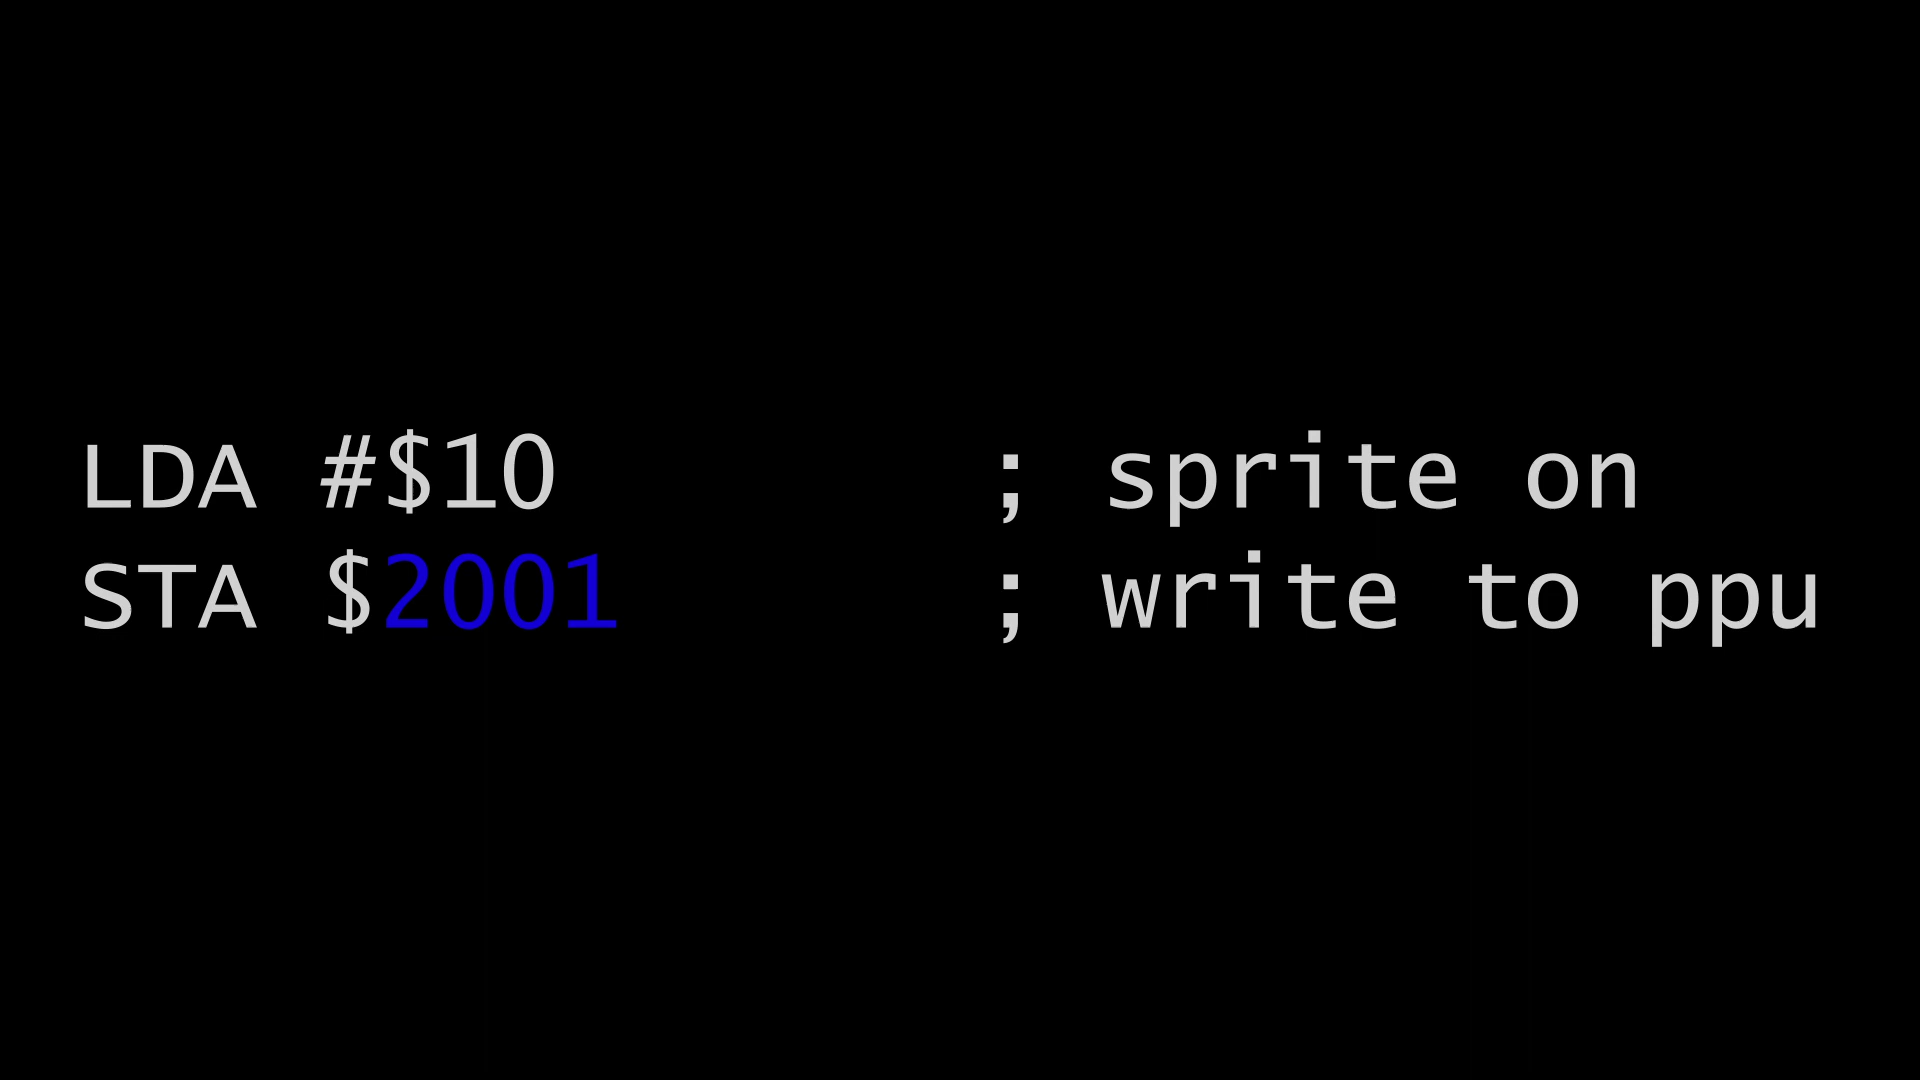 LDA #$10 ; sprite on
STA $2001 ; write to ppu